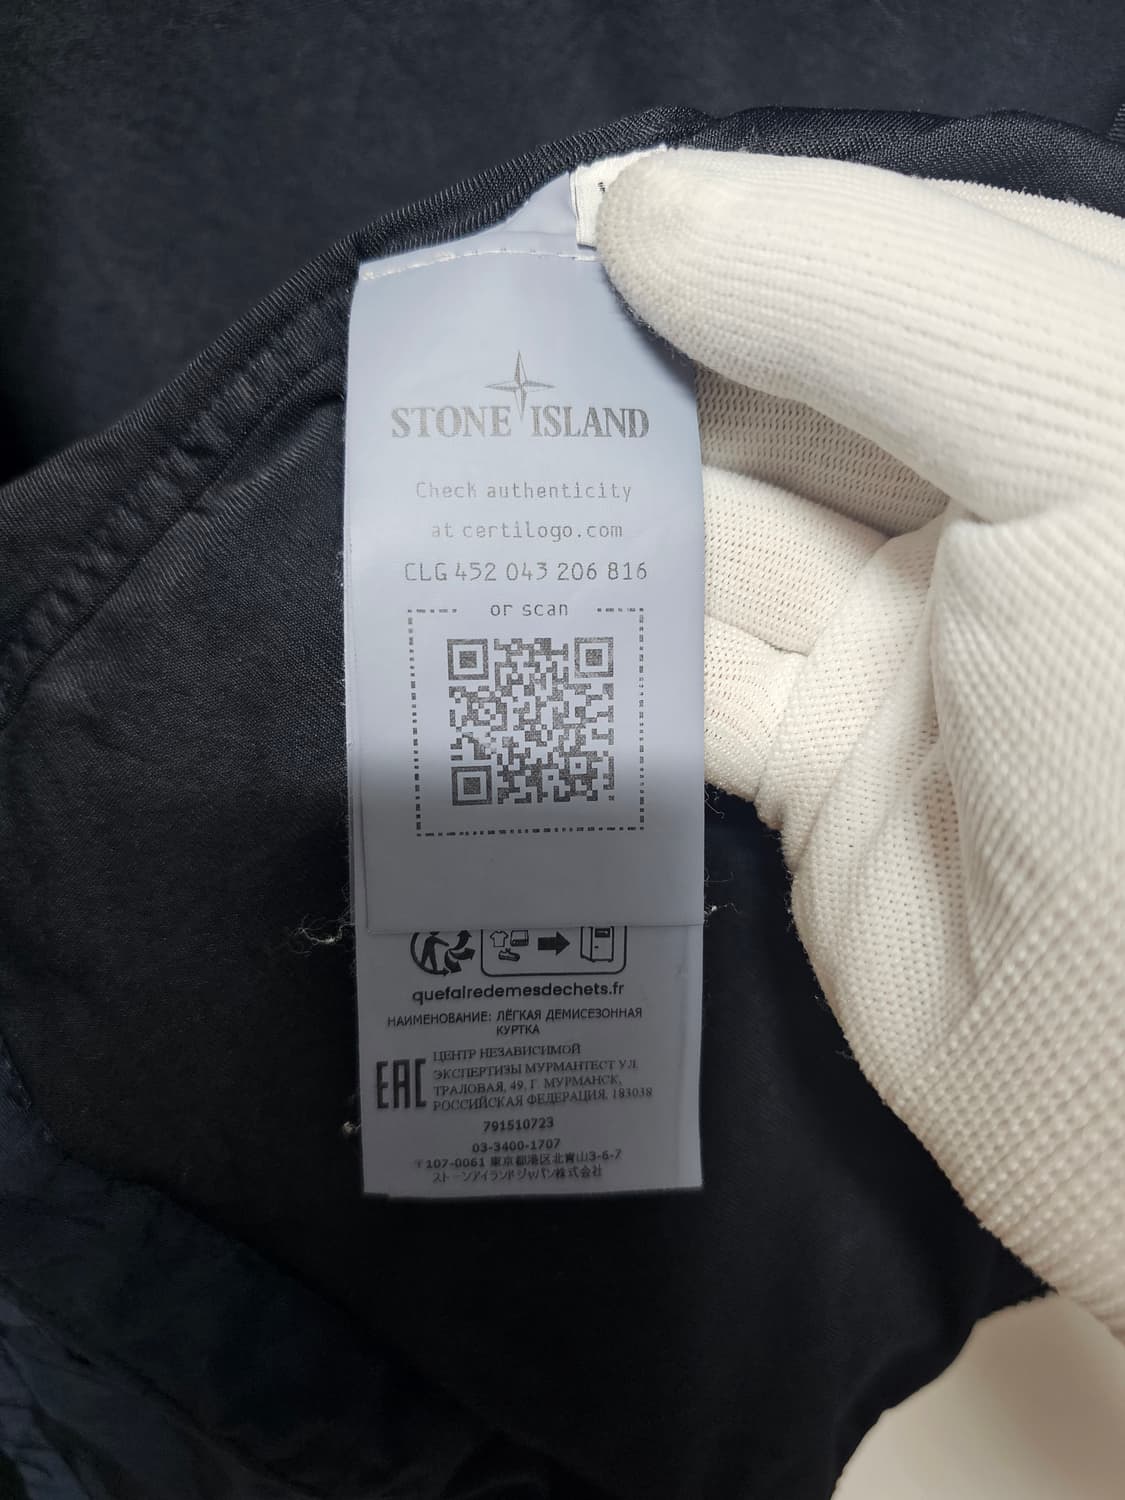 STONE ISLAND
Check authenticity
at certilogo.com
CLG 452 043 206 816
or scan
quefairedemesdechets.fr
НАИМЕНОВАНИЕ: ЛЁГКАЯ ДЕМИСЕЗОННАЯ
КУРТКА
EAC
ЦЕНТР НЕЗАВИСИМОЙ
ЭКСПЕРТИЗЫ МУРМАНТЕСТ УЛ.
ТРАЛОВАЯ, 49, Г. МУРМАНСК,
РОССИЙСКАЯ ФЕДЕРАЦИЯ, 183038
791510723
03-3400-1707
〒107-0061 東京都港区北青山3-6-7
ストーンアイランドジャパン株式会社